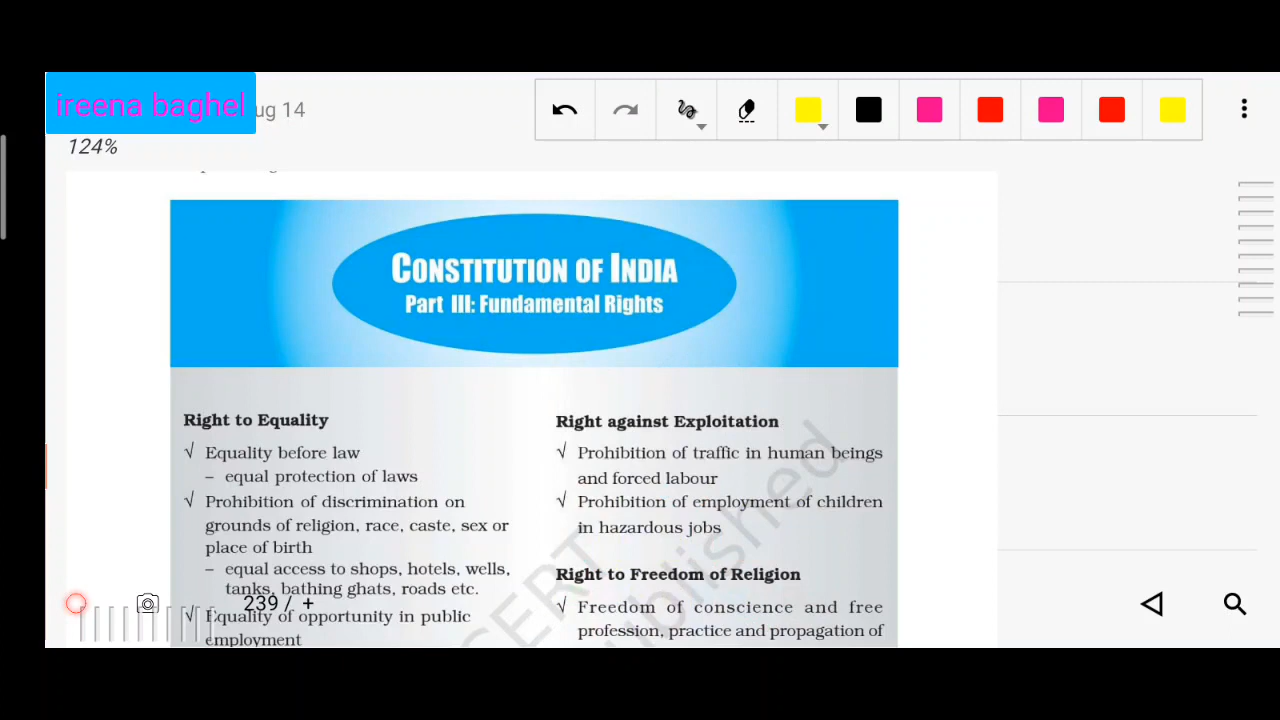 ireena baghel
ug 14
124%
CONSTITUTION OF INDIA
Part III: Fundamental Rights
Right to Equality
√ Equality before law
– equal protection of laws
√ Prohibition of discrimination on
grounds of religion, race, caste, sex or
place of birth
– equal access to shops, hotels, wells,
tanks, bathing ghats, roads etc.
√ Equality of opportunity in public
employment
Right against Exploitation
√ Prohibition of traffic in human beings
and forced labour
√ Prohibition of employment of children
in hazardous jobs
Right to Freedom of Religion
√ Freedom of conscience and free
profession, practice and propagation of
239 / +
CERT
ublished